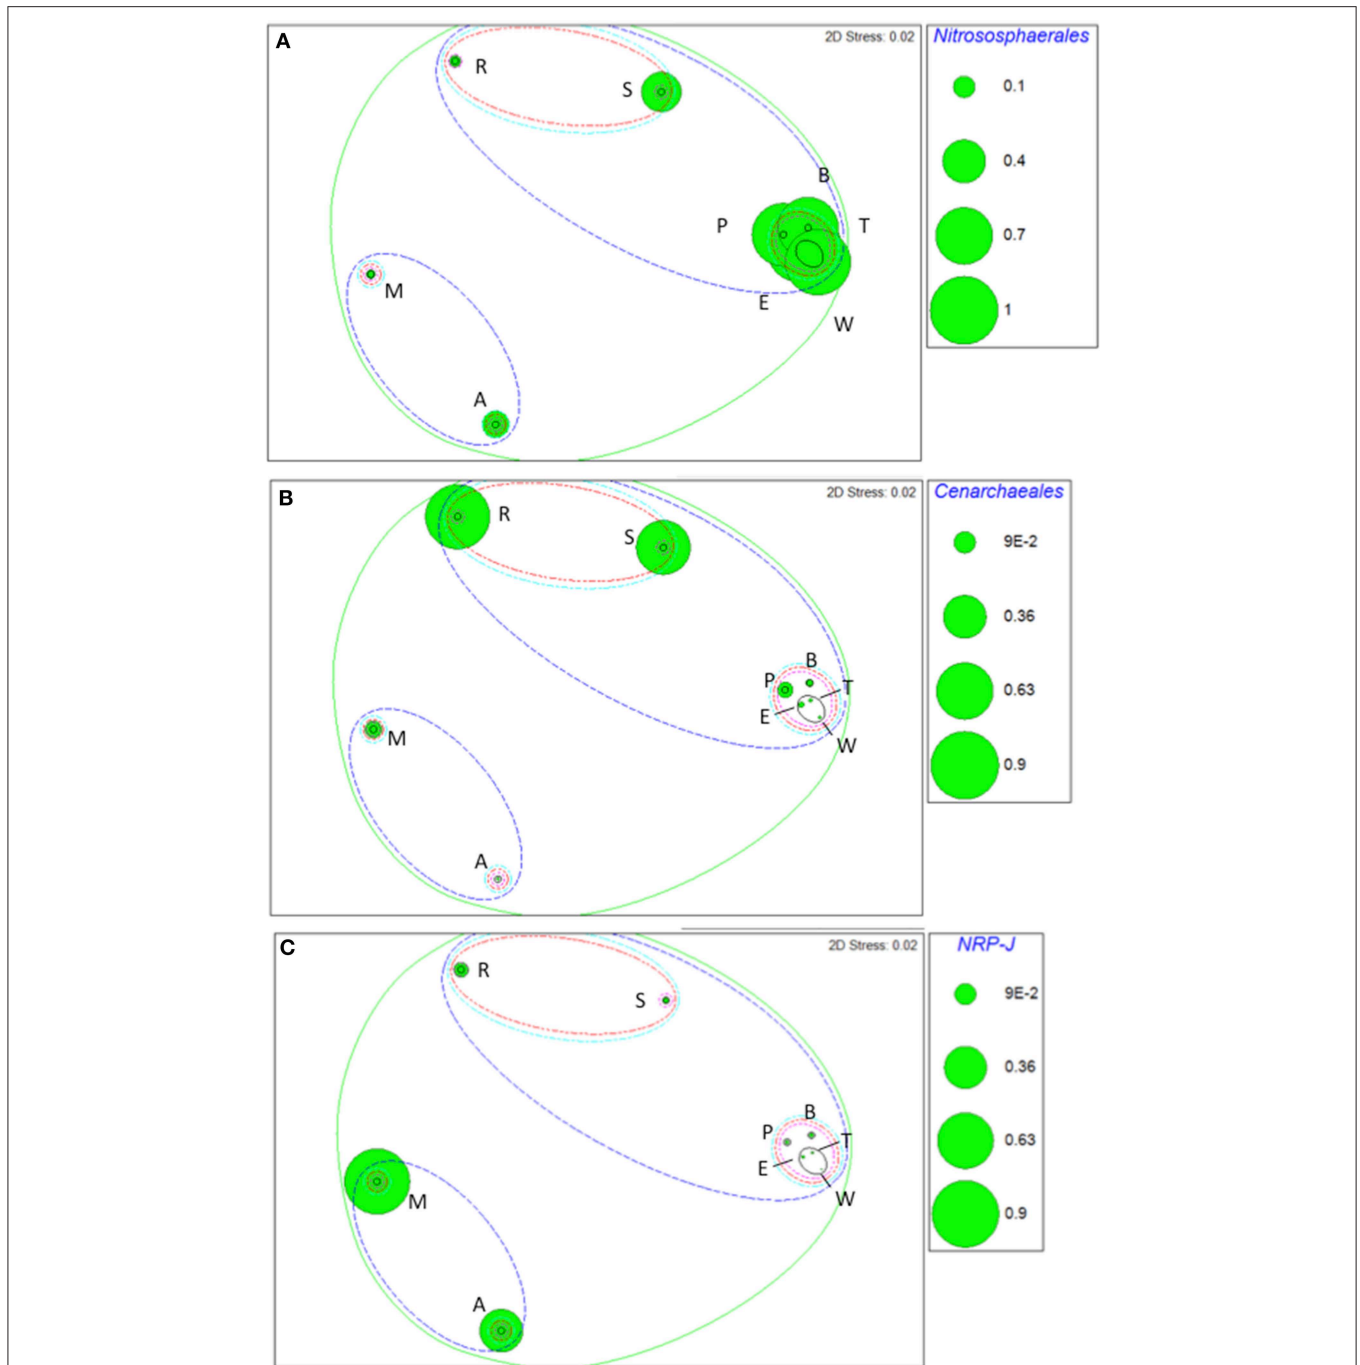 A
2D Stress: 0.02
Nitrososphaerales
R
S
0.1
0.4
B
P
T
0.7
M
E
1
W
A
B
2D Stress: 0.02
Cenarchaeales
R
S
9E-2
0.36
B
P
T
0.63
E
M
W
0.9
A
C
2D Stress: 0.02
NRP-J
R
S
9E-2
0.36
B
P
T
0.63
E
M
W
0.9
A